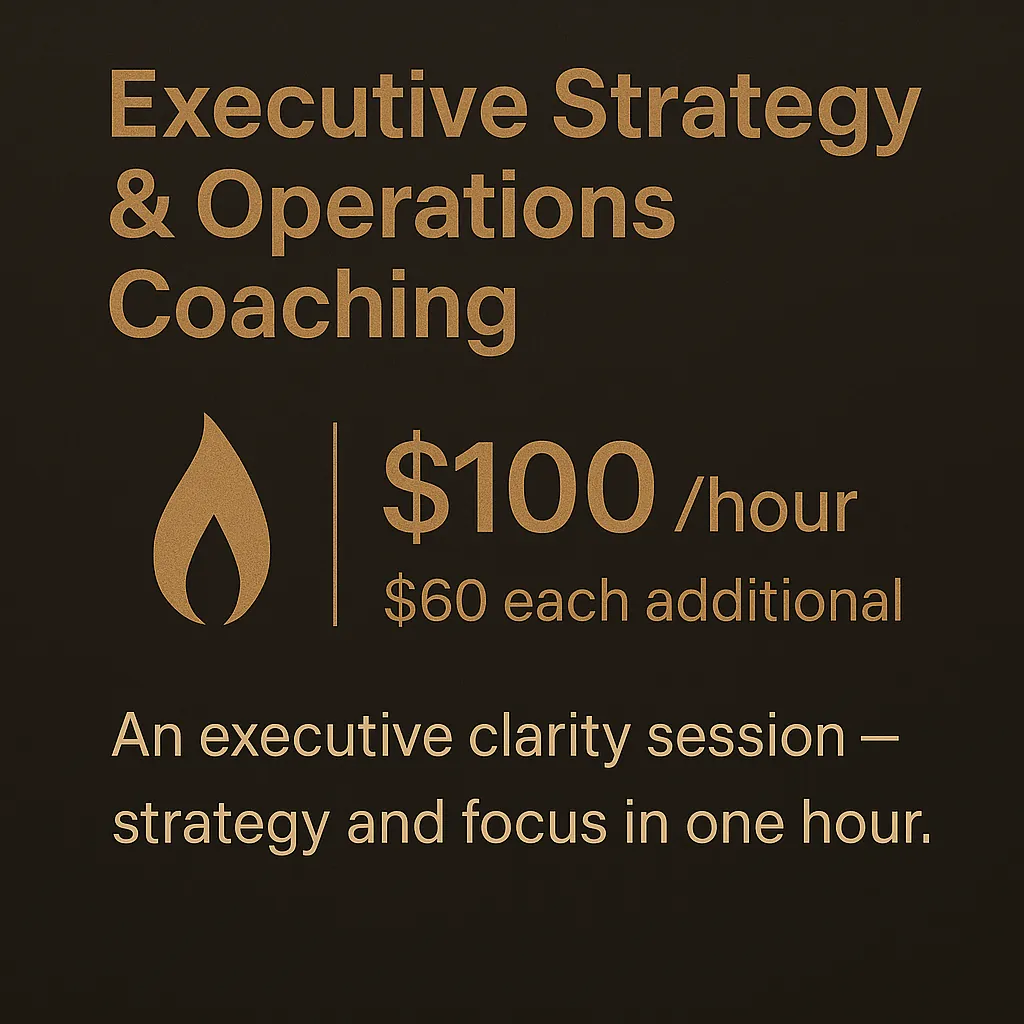 Executive Strategy
& Operations
Coaching
$100 /hour
$60 each additional
An executive clarity session —
strategy and focus in one hour.